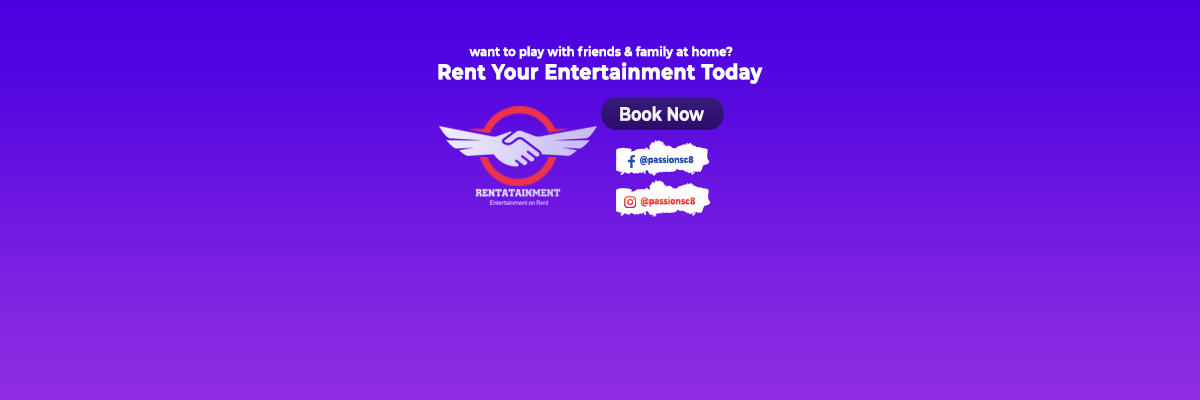 want to play with friends & family at home?
Rent Your Entertainment Today
Book Now
@passionsc8
@passionsc8
RENTATAINMENT
Entertainment on Rent